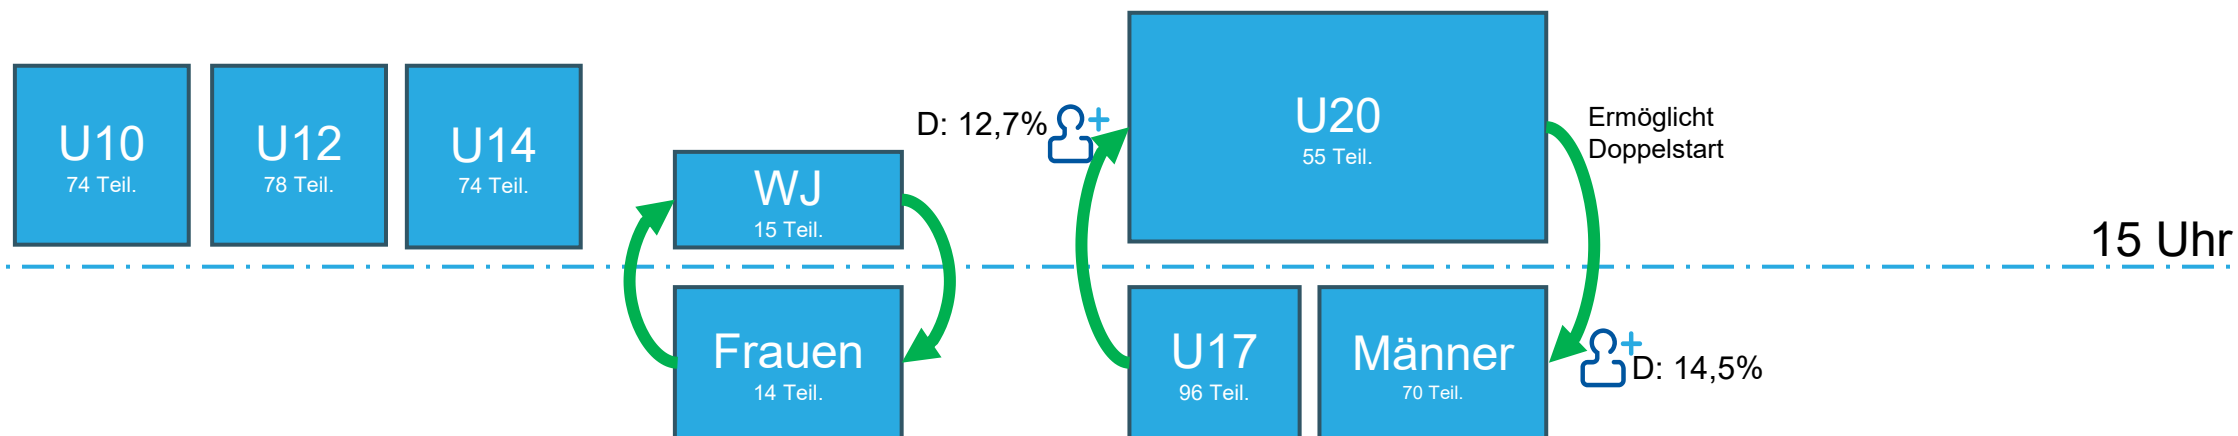 U10
74 Teil.
U12
78 Teil.
U14
74 Teil.
WJ
15 Teil.
D: 12,7%
U20
55 Teil.
Ermöglicht
Doppelstart
15 Uhr
Frauen
14 Teil.
U17
96 Teil.
Männer
70 Teil.
D: 14,5%